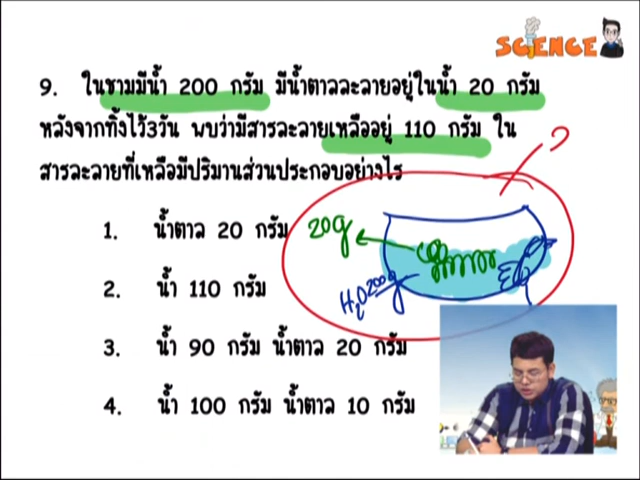 SCIENCE
9. ในชามมีน้ำ 200 กรัม มีน้ำตาลละลายอยู่ในน้ำ 20 กรัม
หลังจากทิ้งไว้3วัน พบว่ามีสารละลายเหลืออยู่ 110 กรัม ใน
สารละลายที่เหลือมีปริมานส่วนประกอบอย่างไร
1. น้ำตาล 20 กรัม
20g
H₂O 200g
2. น้ำ 110 กรัม
3. น้ำ 90 กรัม น้ำตาล 20 กรัม
4. น้ำ 100 กรัม น้ำตาล 10 กรัม